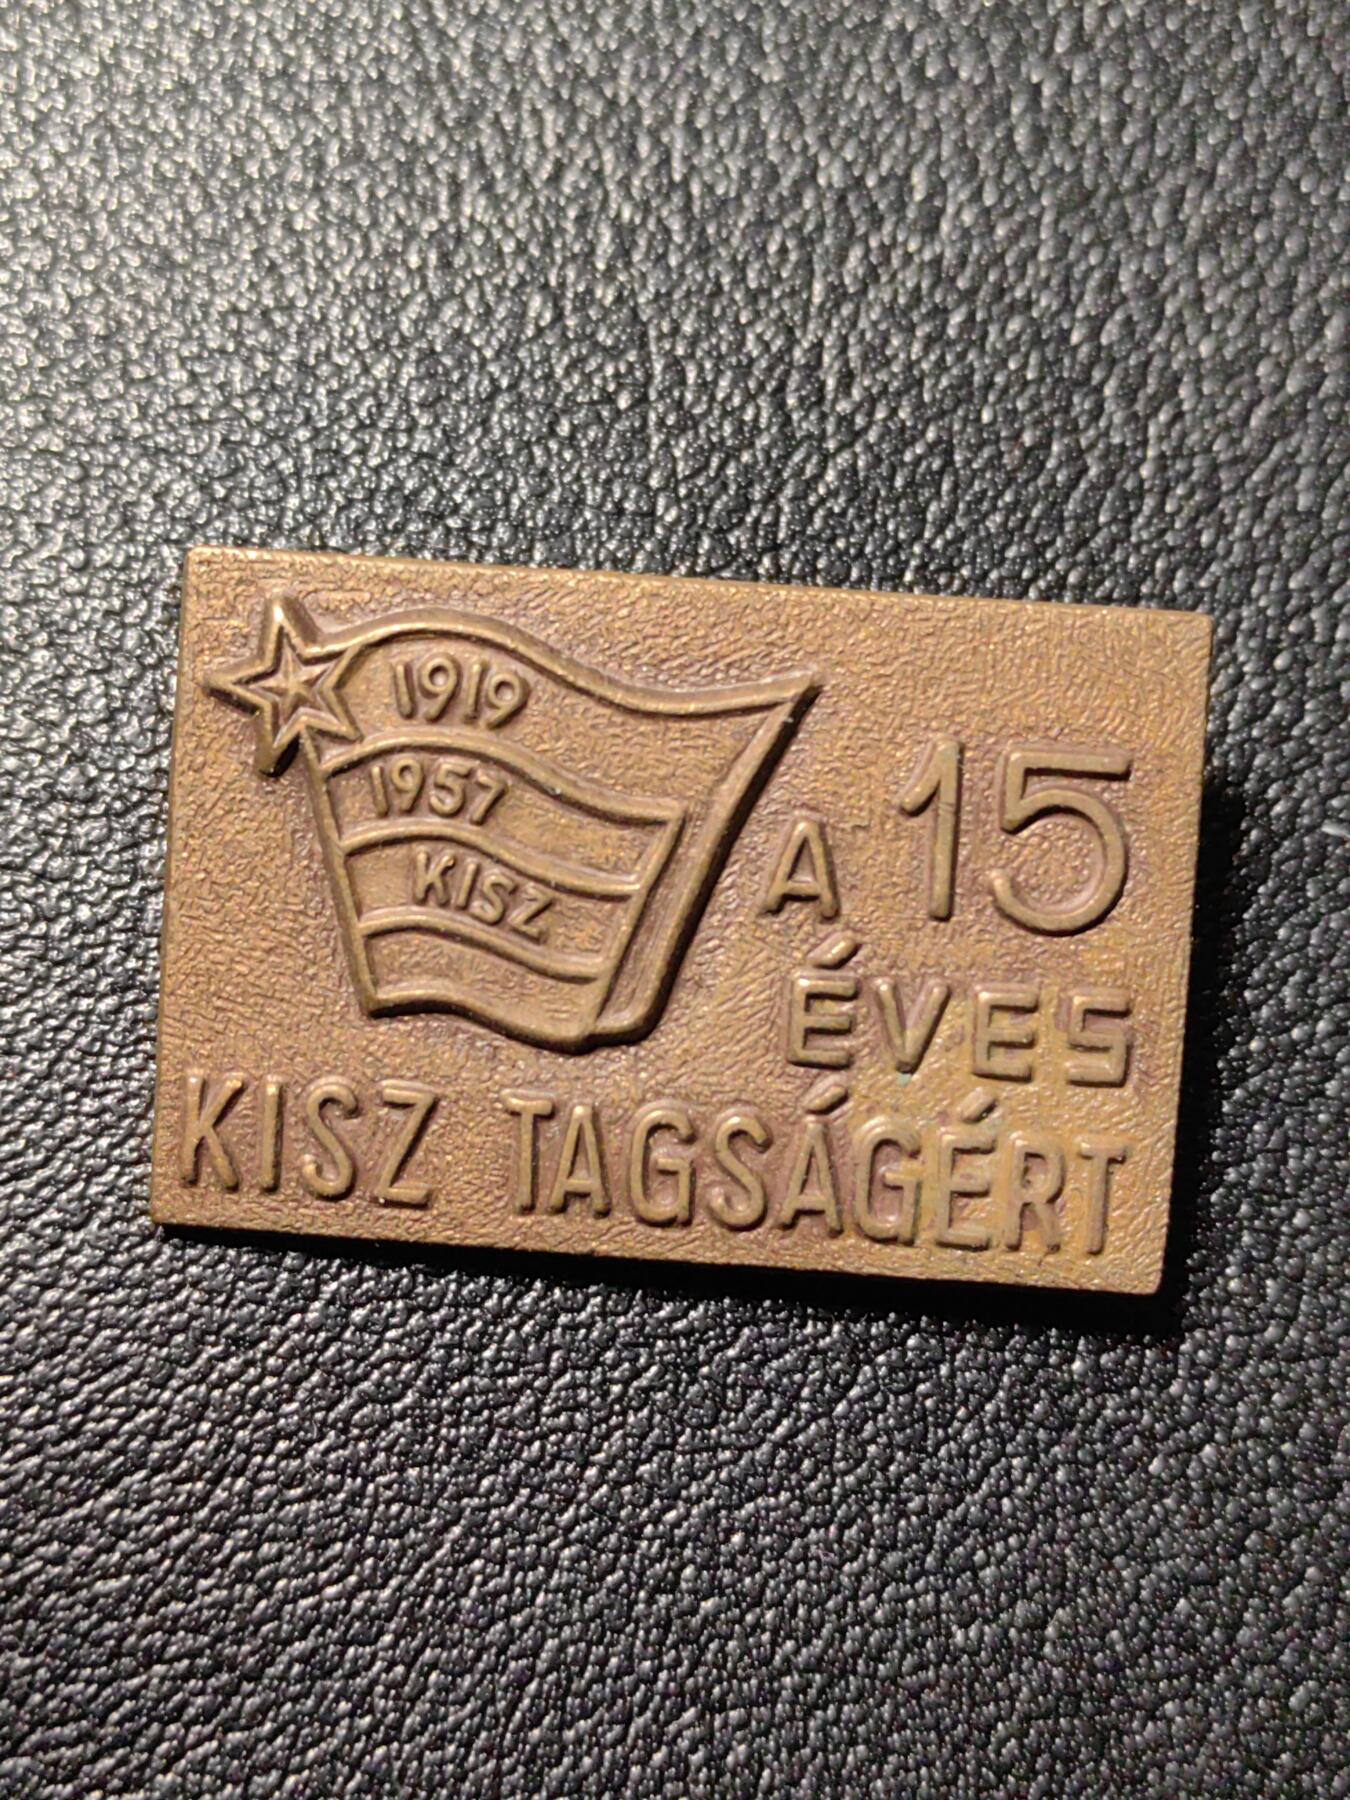 1919
1957
KISZ
A 15
ÉVES
KISZ TAGSÁGÉRT